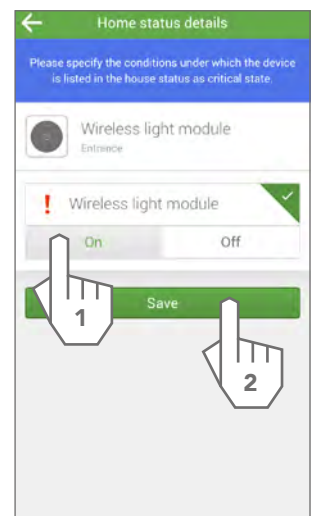 Home status details
Please specify the conditions under which the device
is listed in the house status as critical state.
Wireless light module
Entrance
! Wireless light module
On Off
Save
1
2